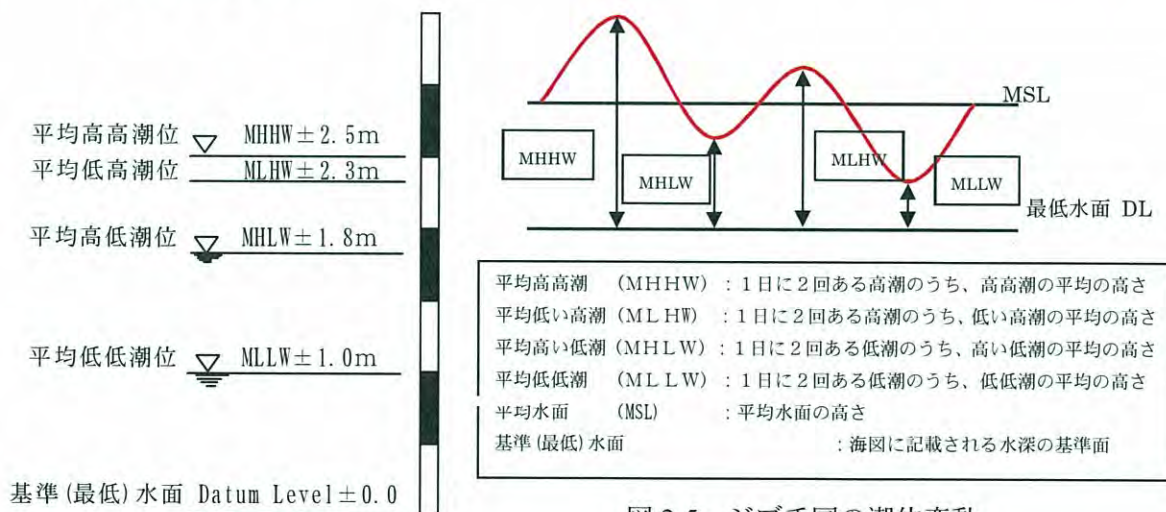 平均高高潮位 MHHW±2.5m
平均低高潮位 MLHW±2.3m
平均高低潮位 MHLW±1.8m
平均低低潮位 MLLW±1.0m
基準(最低)水面 Datum Level±0.0
MSL
MHHW
MHLW
MLHW
MLLW
最低水面 DL
平均高高潮 (MHHW) : 1日に2回ある高潮のうち、高高潮の平均の高さ
平均低い高潮 (MLHW) : 1日に2回ある高潮のうち、低い高潮の平均の高さ
平均高い低潮 (MHLW) : 1日に2回ある低潮のうち、高い低潮の平均の高さ
平均低低潮 (MLLW) : 1日に2回ある低潮のうち、低低潮の平均の高さ
平均水面 (MSL) : 平均水面の高さ
基準(最低)水面 : 海図に記載される水深の基準面